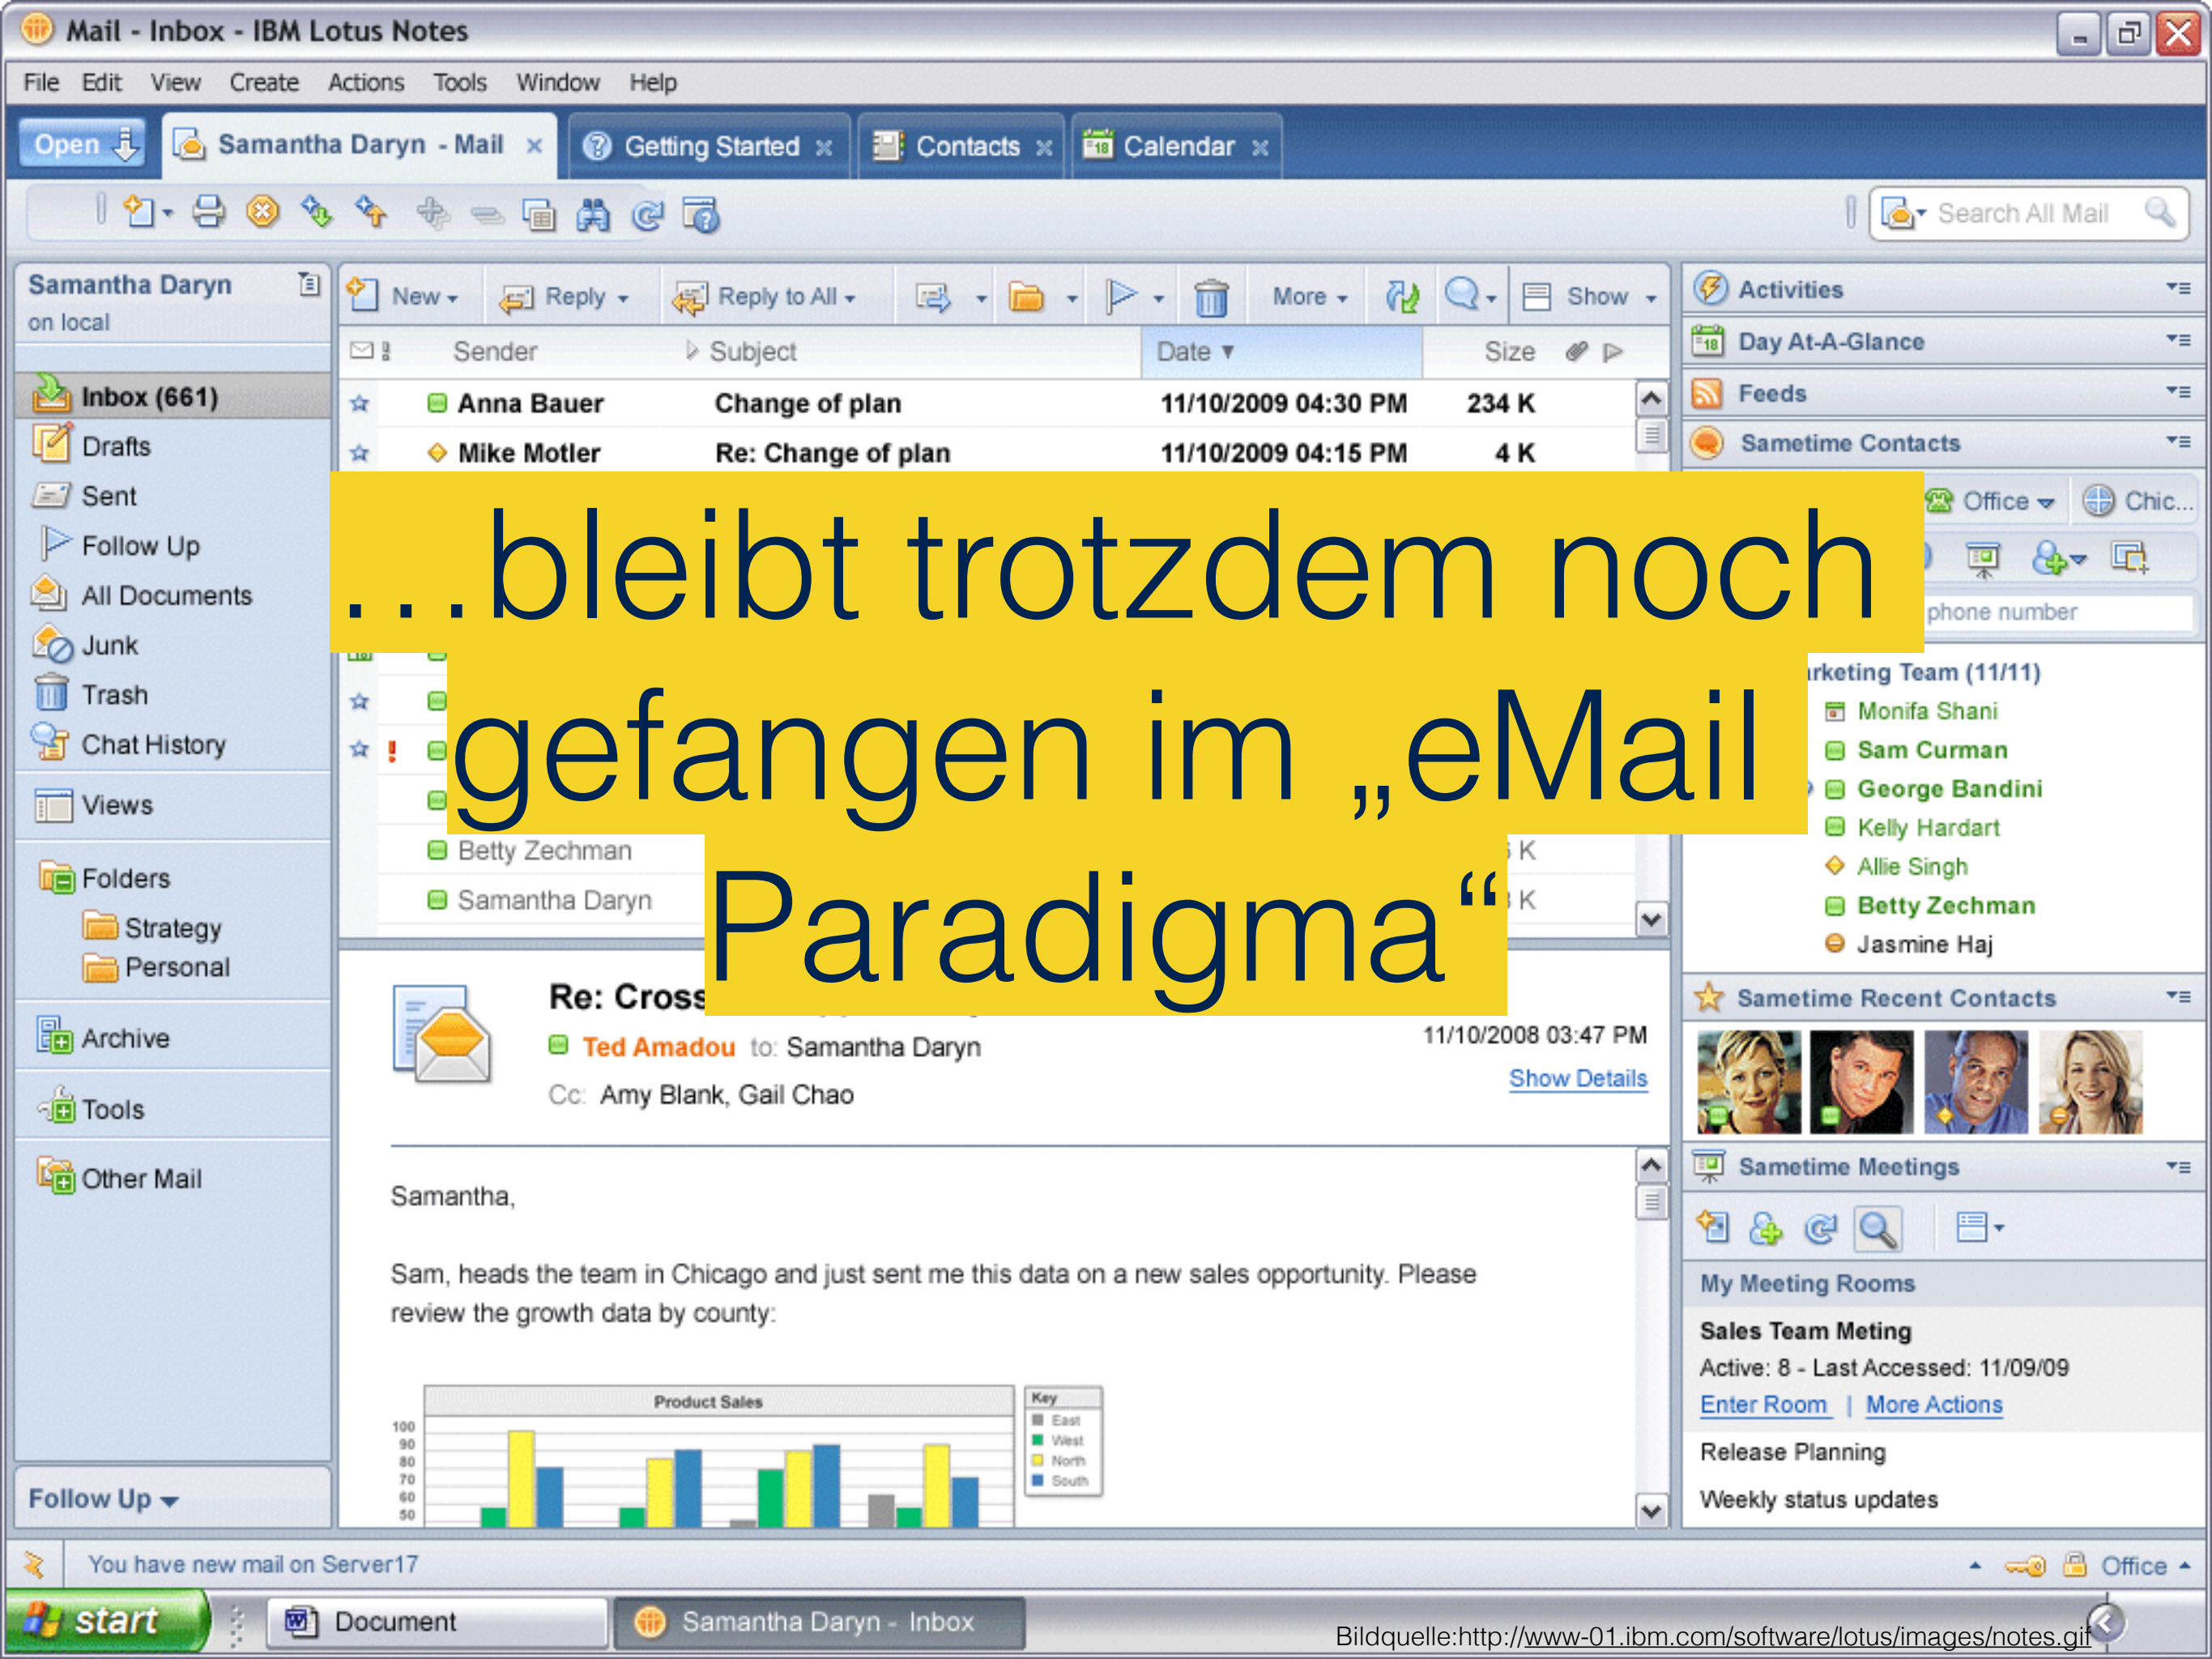 Mail - Inbox - IBM Lotus Notes
File Edit View Create Actions Tools Window Help
Open Samantha Daryn - Mail Getting Started Contacts Calendar
Search All Mail
Samantha Daryn
on local
Inbox (661)
Drafts
Sent
Follow Up
All Documents
Junk
Trash
Chat History
Views
Folders
Strategy
Personal
Archive
Tools
Other Mail
Follow Up
New Reply Reply to All More Show
Sender Subject Date Size
Anna Bauer Change of plan 11/10/2009 04:30 PM 234 K
Mike Motler Re: Change of plan 11/10/2009 04:15 PM 4 K
…bleibt trotzdem noch
gefangen im „eMail
Paradigma“
Betty Zechman K
Samantha Daryn K
Re: Cross
Ted Amadou to: Samantha Daryn
11/10/2008 03:47 PM
Cc: Amy Blank, Gail Chao
Show Details
Samantha,
Sam, heads the team in Chicago and just sent me this data on a new sales opportunity. Please
review the growth data by county:
Product Sales
100
90
80
70
60
50
Key
East
West
North
South
Activities
Day At-A-Glance
18
Feeds
Sametime Contacts
Office Chic...
phone number
Team (11/11)
Monifa Shani
Sam Curman
George Bandini
Kelly Hardart
Allie Singh
Betty Zechman
Jasmine Haj
Sametime Recent Contacts
Sametime Meetings
My Meeting Rooms
Sales Team Meting
Active: 8 - Last Accessed: 11/09/09
Enter Room | More Actions
Release Planning
Weekly status updates
You have new mail on Server17
Office
start Document Samantha Daryn - Inbox
Bildquelle:http://www-01.ibm.com/software/lotus/images/notes.gif